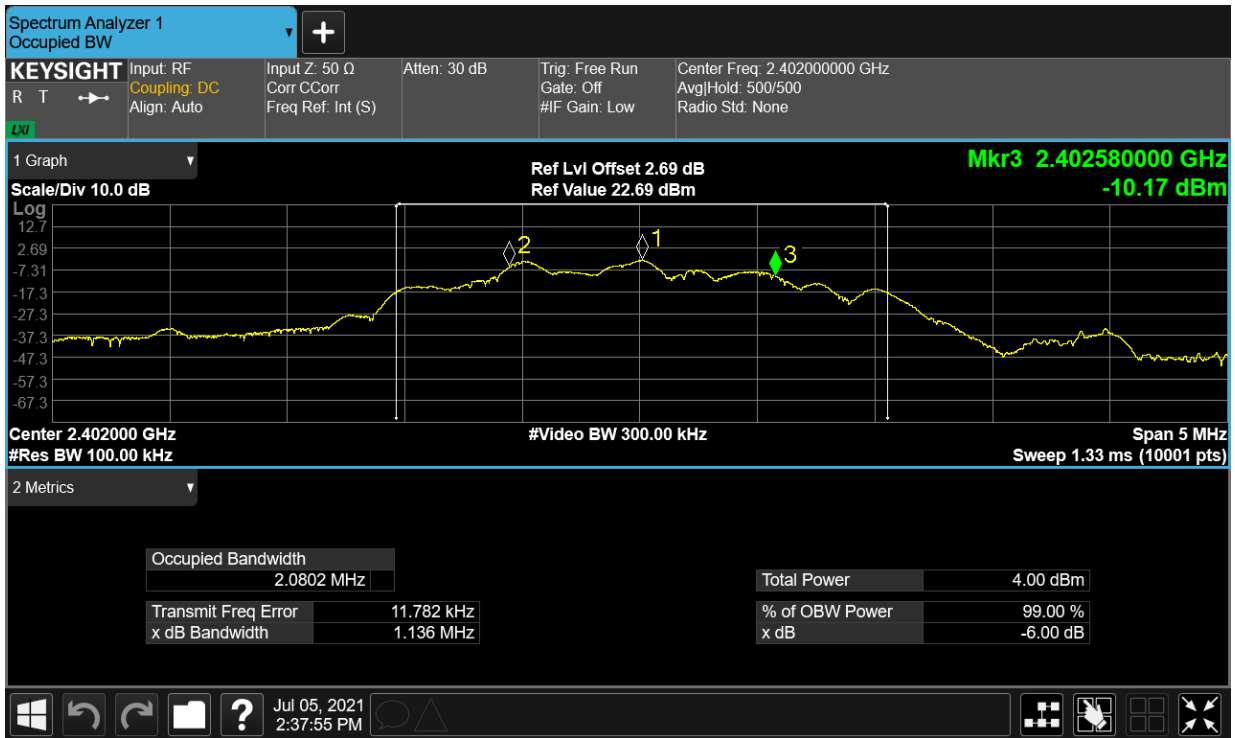 Spectrum Analyzer 1
Occupied BW
KEYSIGHT
R T
LXI
Input: RF
Coupling: DC
Align: Auto
Input Z: 50 Ω
Corr CCorr
Freq Ref: Int (S)
Atten: 30 dB
Trig: Free Run
Gate: Off
#IF Gain: Low
Center Freq: 2.402000000 GHz
Avg|Hold: 500/500
Radio Std: None
1 Graph
Scale/Div 10.0 dB
Ref Lvl Offset 2.69 dB
Ref Value 22.69 dBm
Mkr3 2.402580000 GHz
-10.17 dBm
Log
12.7
2.69
-7.31
-17.3
-27.3
-37.3
-47.3
-57.3
-67.3
2
1
3
Center 2.402000 GHz
#Video BW 300.00 kHz
Span 5 MHz
#Res BW 100.00 kHz
Sweep 1.33 ms (10001 pts)
2 Metrics
Occupied Bandwidth
2.0802 MHz
Transmit Freq Error 11.782 kHz
x dB Bandwidth 1.136 MHz
Total Power 4.00 dBm
% of OBW Power 99.00 %
x dB -6.00 dB
?
Jul 05, 2021
2:37:55 PM